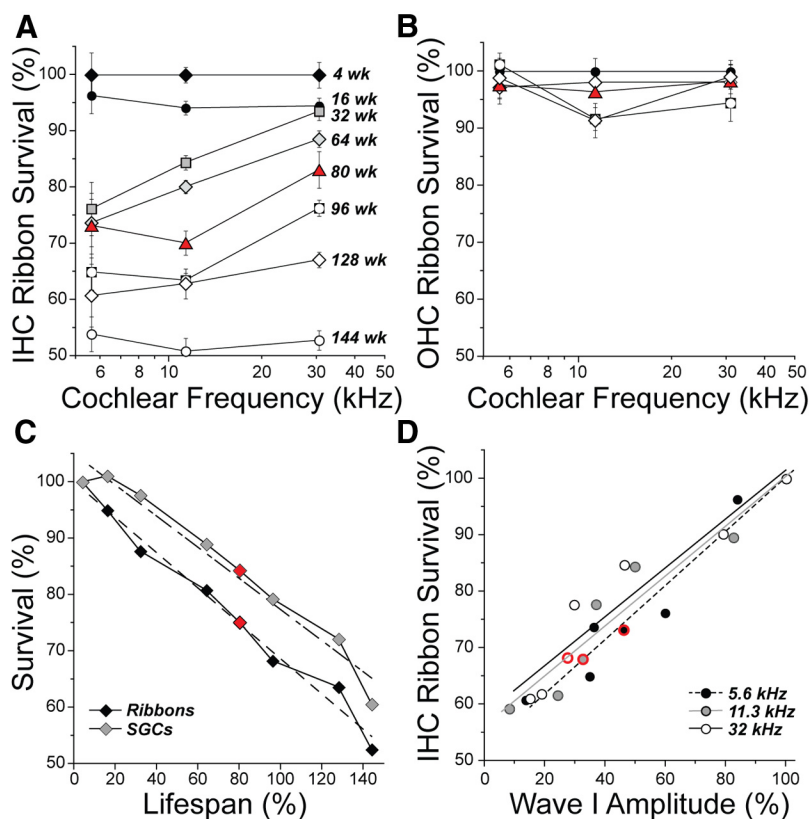 A
IHC Ribbon Survival (%)
100
90
80
70
60
50
4 wk
16 wk
32 wk
64 wk
80 wk
96 wk
128 wk
144 wk
6 8 10 20 30 40 50
Cochlear Frequency (kHz)
B
OHC Ribbon Survival (%)
100
90
80
70
60
50
6 8 10 20 30 40 50
Cochlear Frequency (kHz)
C
Survival (%)
100
90
80
70
60
50
Ribbons
SGCs
0 20 40 60 80 100 120 140
Lifespan (%)
D
IHC Ribbon Survival (%)
100
90
80
70
60
50
5.6 kHz
11.3 kHz
32 kHz
0 20 40 60 80 100
Wave I Amplitude (%)